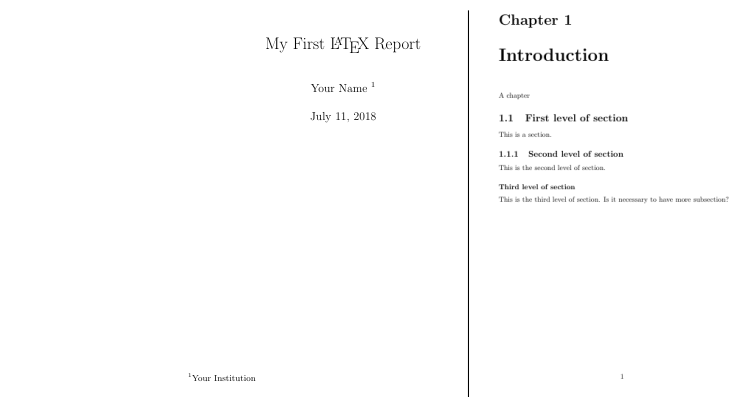 My First LATEX Report
Your Name 1
July 11, 2018
1Your Institution
Chapter 1
Introduction
A chapter
1.1 First level of section
This is a section.
1.1.1 Second level of section
This is the second level of section.
Third level of section
This is the third level of section. Is it necessary to have more subsection?
1